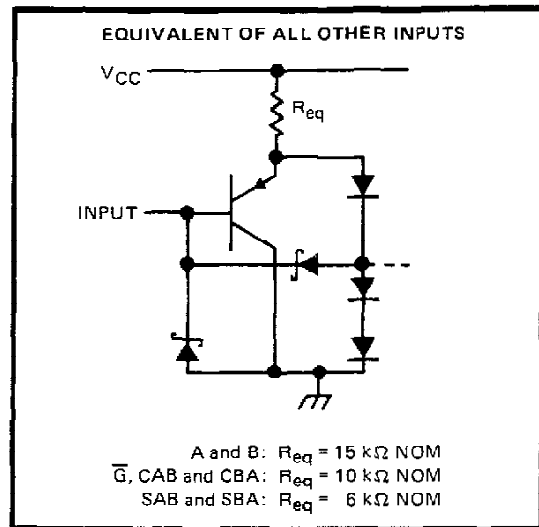 EQUIVALENT OF ALL OTHER INPUTS
VCC
Req
INPUT
A and B: Req = 15 kΩ NOM
G̅, CAB and CBA: Req = 10 kΩ NOM
SAB and SBA: Req = 6 kΩ NOM